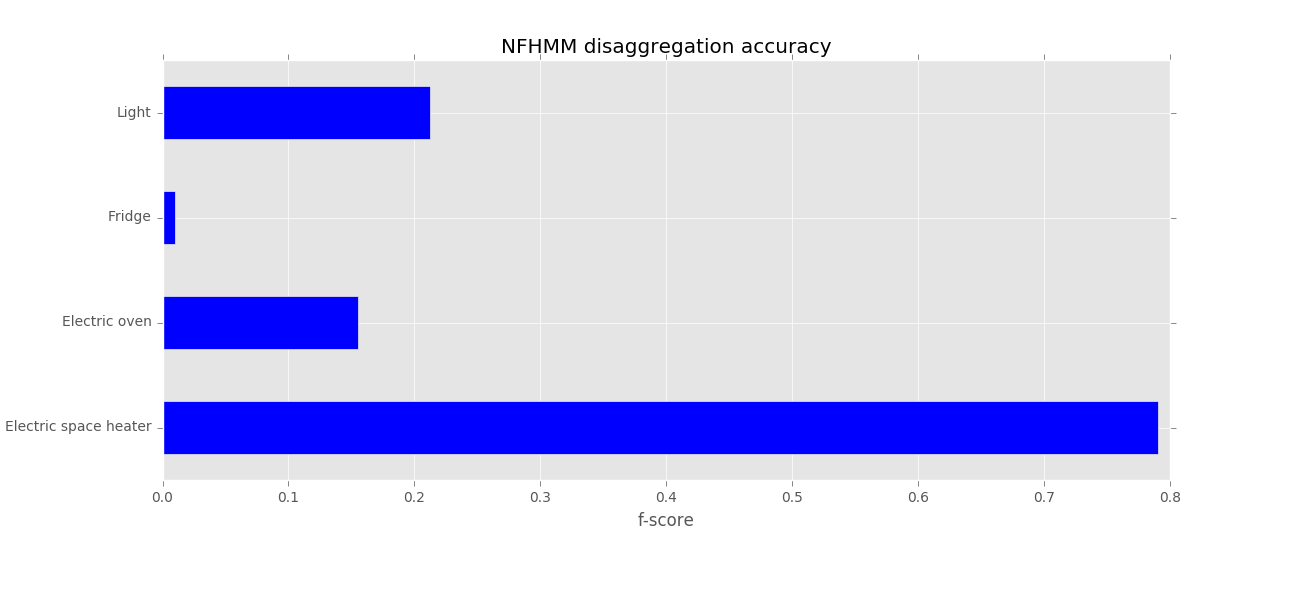 NFHMM disaggregation accuracy
Light
Fridge
Electric oven
Electric space heater
0.0 0.1 0.2 0.3 0.4 0.5 0.6 0.7 0.8
f-score